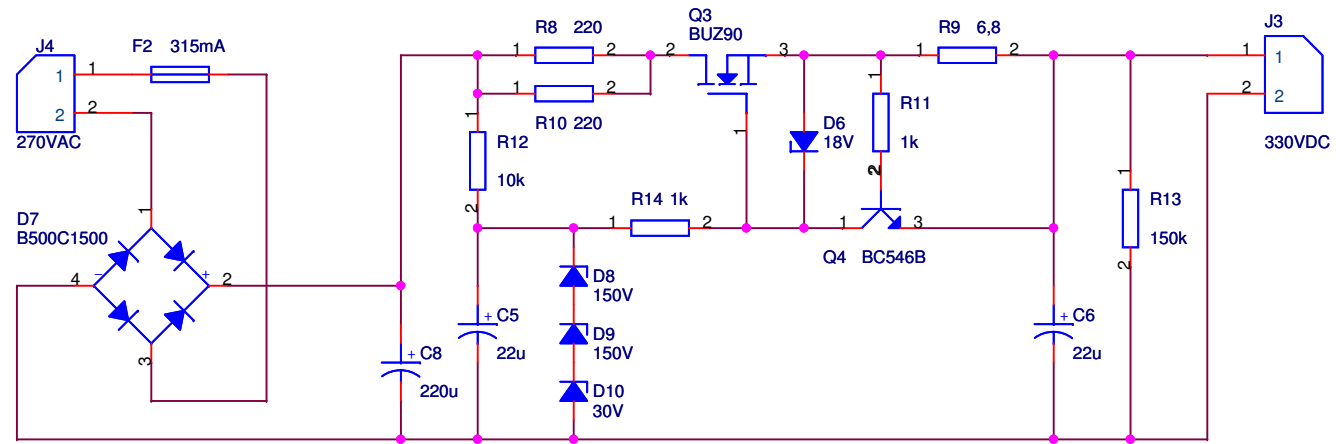 J4
F2 315mA
1
1
2
2
270VAC
D7
B500C1500
1
4
−
+
2
3
R8 220
1
2
R10 220
1
2
Q3
BUZ90
2
3
1
R9 6,8
1
2
J3
1
1
2
2
330VDC
1
R12
10k
2
D6
18V
1
R11
1k
2
R14 1k
1
2
1
3
Q4 BC546B
1
R13
150k
2
D8
150V
D9
150V
D10
30V
+
C5
22u
+
C8
220u
+
C6
22u